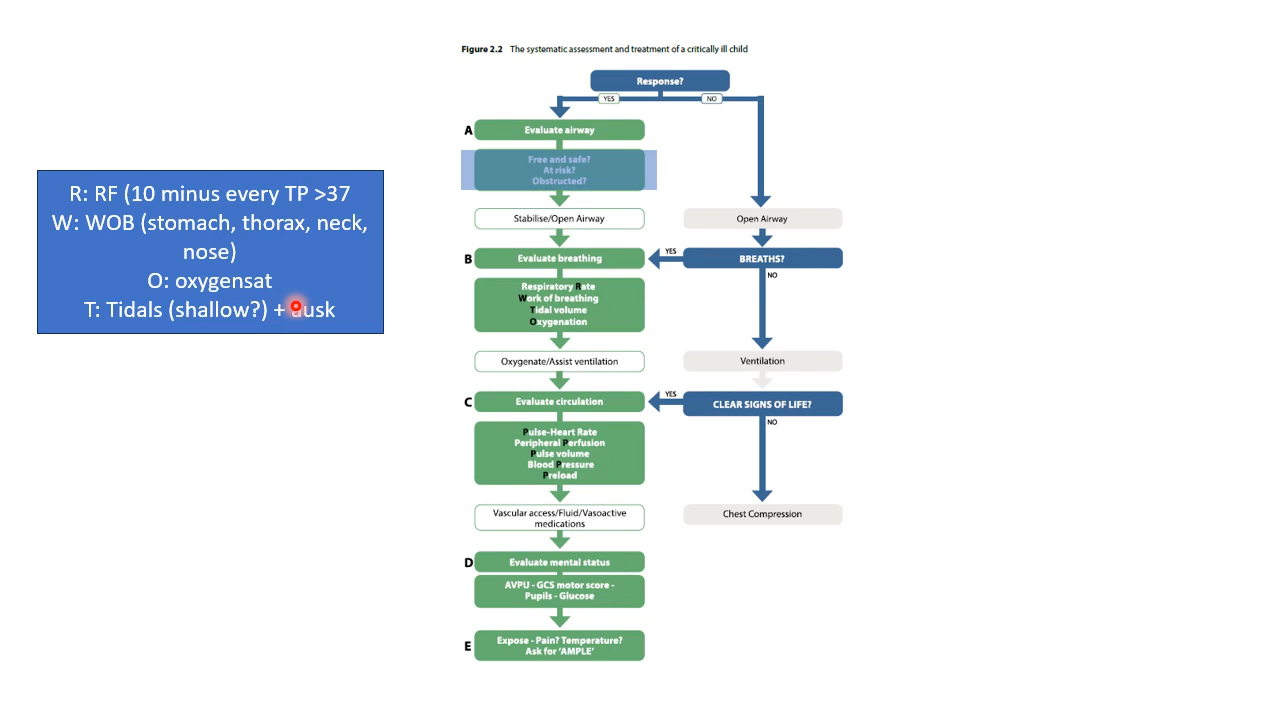 Figure 2.2 The systematic assessment and treatment of a critically ill child
Response?
YES
NO
A
Evaluate airway
Free and safe?
At risk?
Obstructed?
R: RF (10 minus every TP >37
W: WOB (stomach, thorax, neck,
nose)
O: oxygensat
T: Tidals (shallow?) +
Stabilise/Open Airway
Open Airway
B
Evaluate breathing
YES
BREATHS?
NO
Respiratory Rate
Work of breathing
Tidal volume
Oxygenation
Oxygenate/Assist ventilation
Ventilation
C
Evaluate circulation
YES
CLEAR SIGNS OF LIFE?
NO
Pulse-Heart Rate
Peripheral Perfusion
Pulse volume
Blood Pressure
Preload
Vascular access/Fluid/Vasoactive
medications
Chest Compression
D
Evaluate mental status
AVPU - GCS motor score -
Pupils - Glucose
E
Expose - Pain? Temperature?
Ask for 'AMPLE'